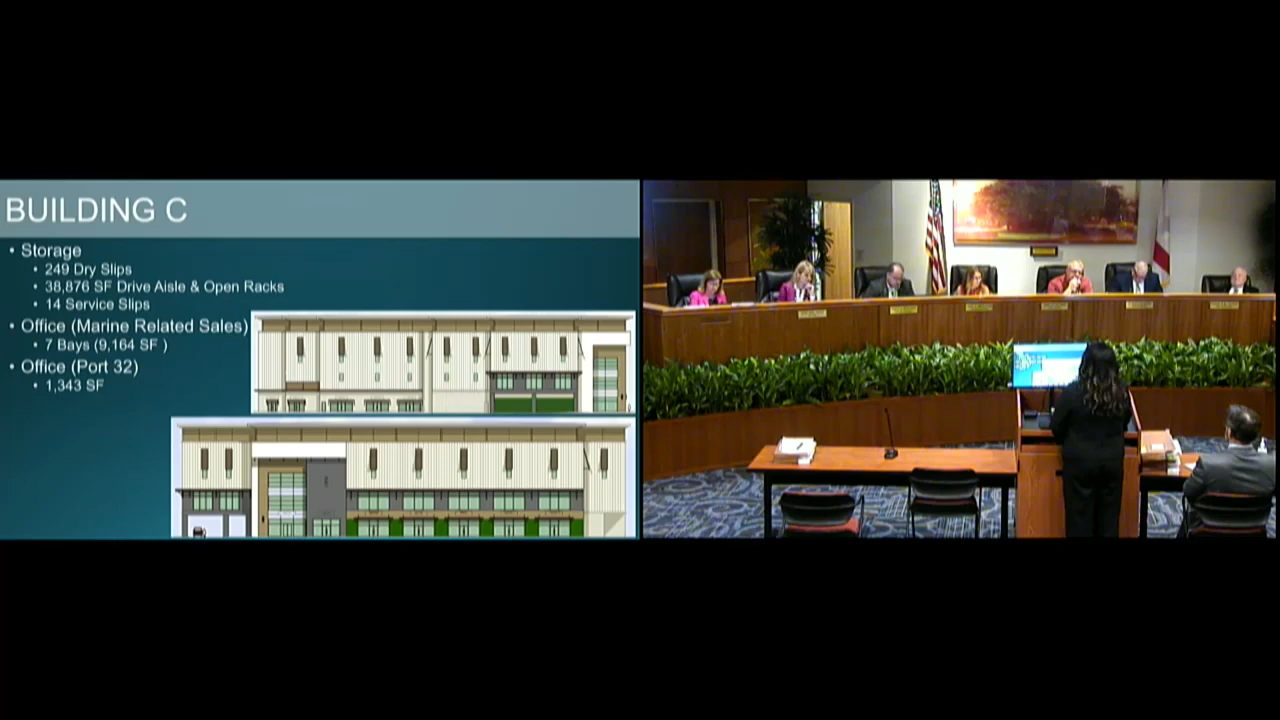 BUILDING C
• Storage
• 249 Dry Slips
• 38,876 SF Drive Aisle & Open Racks
• 14 Service Slips
• Office (Marine Related Sales)
• 7 Bays (9,164 SF )
• Office (Port 32)
• 1,343 SF